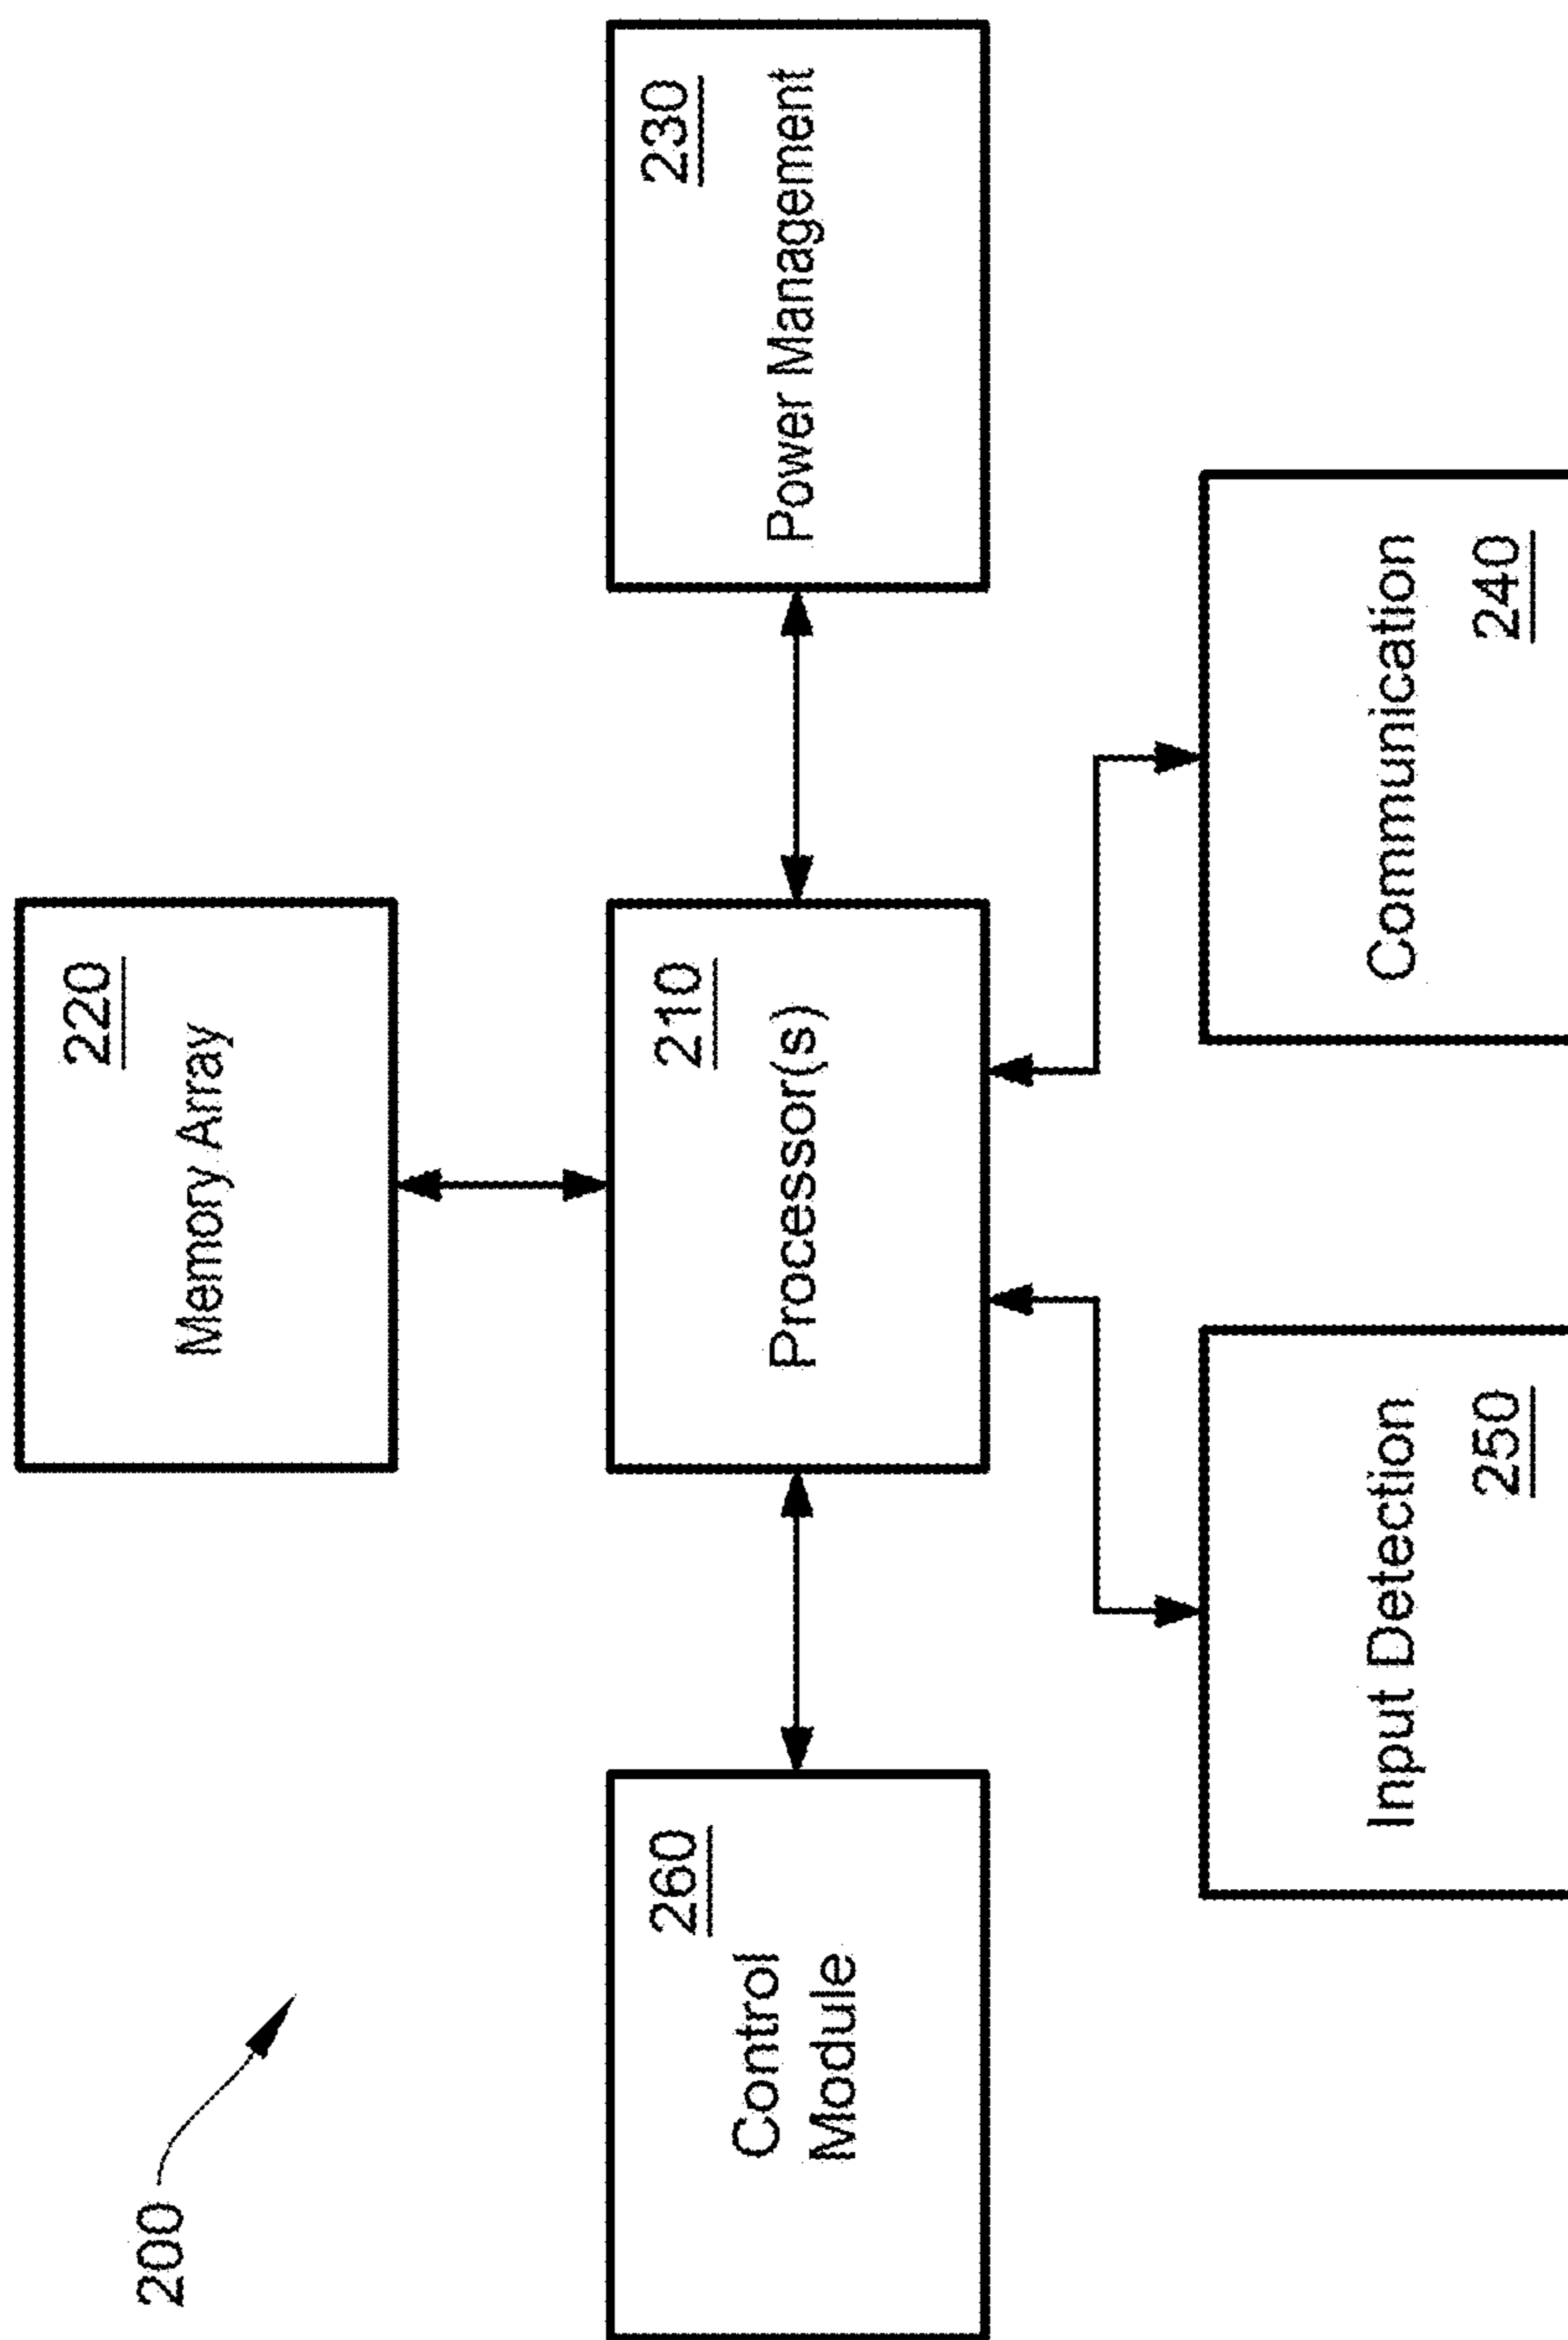 200
220
Memory Array
260
Control
Module
210
Processor(s)
230
Power Management
Input Detection
250
Communication
240